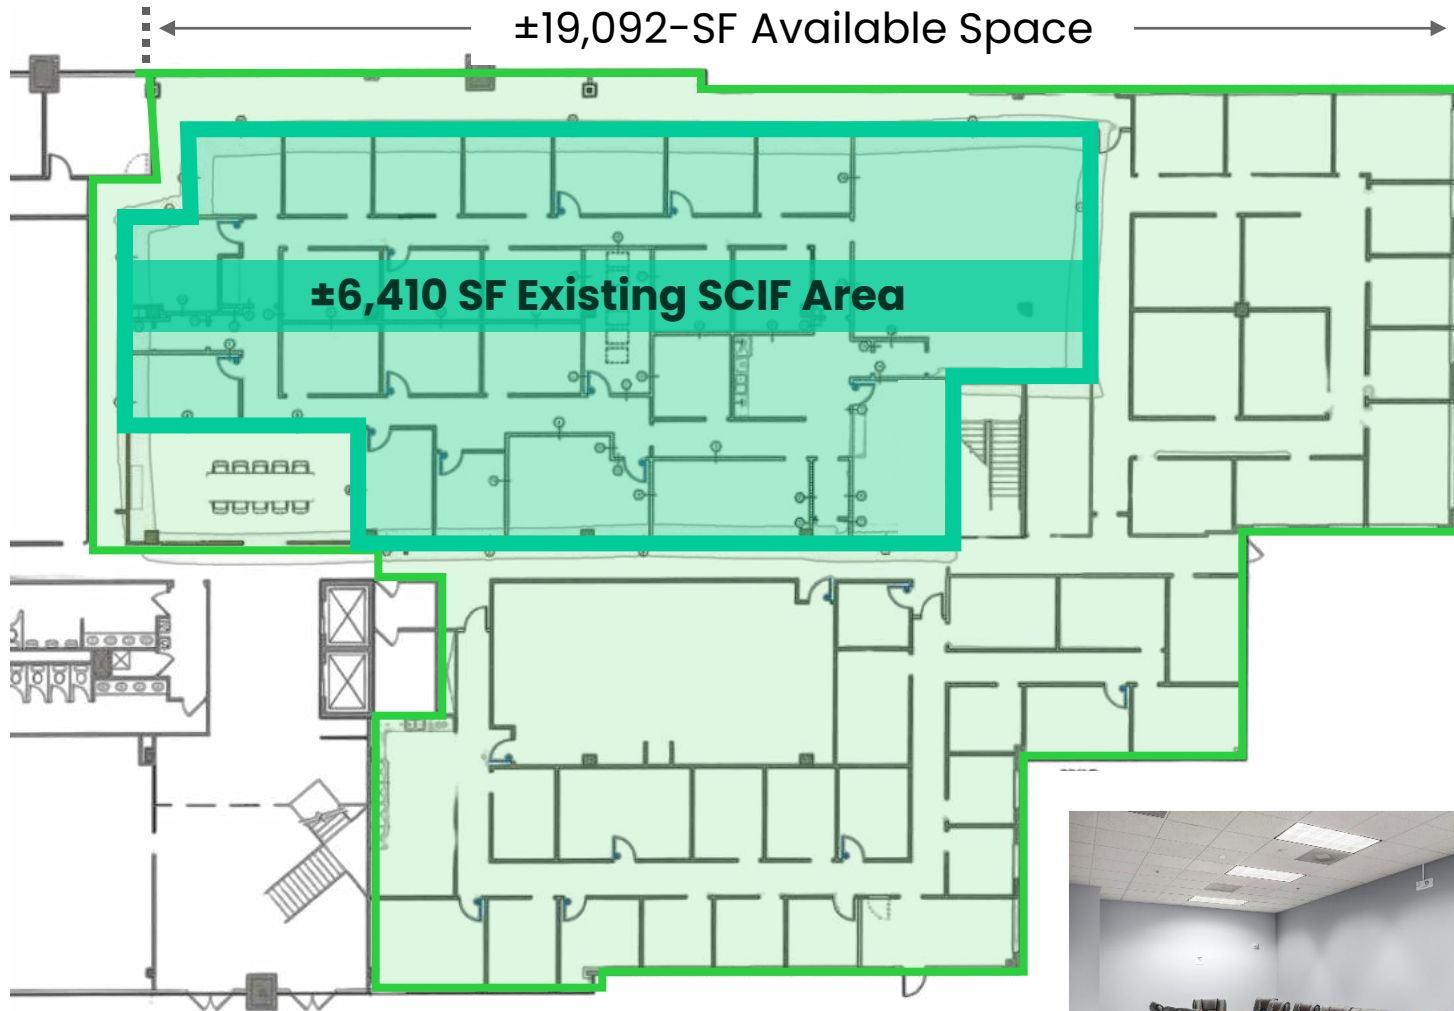 ±19,092-SF Available Space
±6,410 SF Existing SCIF Area